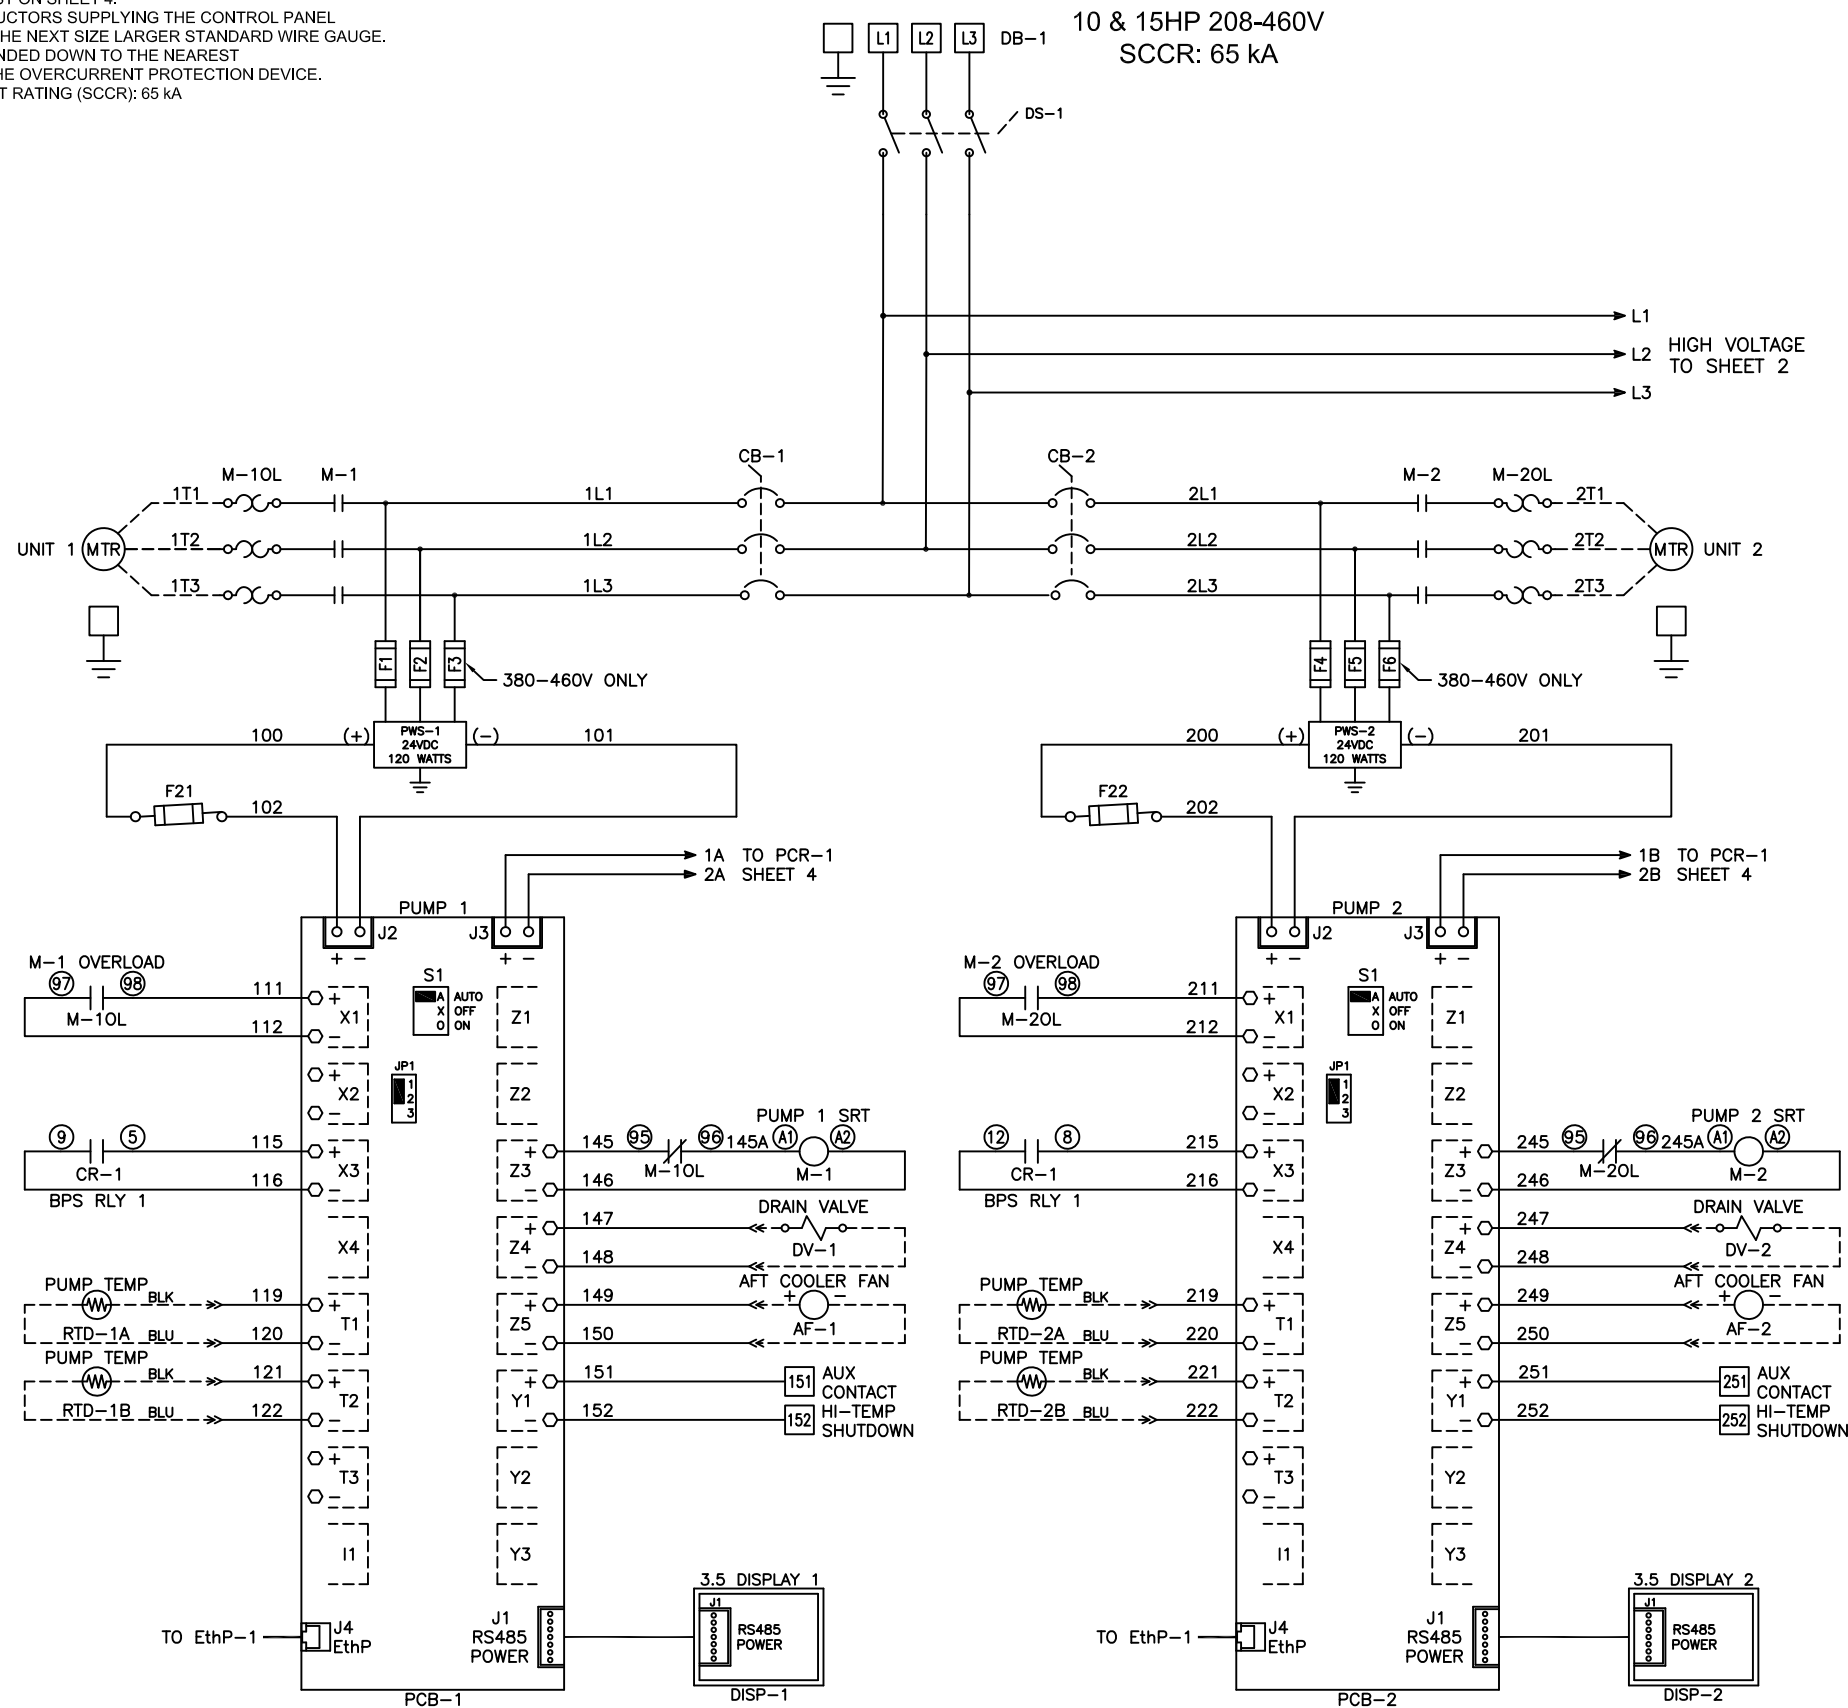 UCTORS SUPPLYING THE CONTROL PANEL
HE NEXT SIZE LARGER STANDARD WIRE GAUGE.
NDED DOWN TO THE NEAREST
HE OVERCURRENT PROTECTION DEVICE.
T RATING (SCCR): 65 kA
10 & 15HP 208-460V
SCCR: 65 kA
L1 L2 L3 DB-1
DS-1
L1
L2 HIGH VOLTAGE
TO SHEET 2
L3
CB-1 CB-2
M-1OL M-1 M-2 M-2OL
1T1 1L1 2L1 2T1
UNIT 1 MTR 1T2 1L2 2L2 2T2 MTR UNIT 2
1T3 1L3 2L3 2T3
F1 F2 F3 F4 F5 F6
380-460V ONLY 380-460V ONLY
100 (+) PWS-1 (-) 101 200 (+) PWS-2 (-) 201
24VDC 24VDC
120 WATTS 120 WATTS
F21 F22
102 202
1A TO PCR-1 1B TO PCR-1
2A SHEET 4 2B SHEET 4
PUMP 1 PUMP 2
J2 J3 J2 J3
+ - + - + - + -
M-1 OVERLOAD M-2 OVERLOAD
97 98 111 + S1 97 98 211 + S1
A AUTO A AUTO
X OFF X OFF
O ON O ON
M-1OL X1 Z1 M-2OL X1 Z1
112 - 212 -
JP1 JP1
+ + 
X2 1 Z2 X2 1 Z2
2 2
- 3 - 3
PUMP 1 SRT PUMP 2 SRT
9 5 115 + + 145 95 96 145A A1 A2 12 8 215 + + 245 95 96 245A A1 A2
CR-1 X3 Z3 M-1OL M-1 CR-1 X3 Z3 M-2OL M-2
116 - - 146 216 - - 246
BPS RLY 1 BPS RLY 1
DRAIN VALVE DRAIN VALVE
+ 147 + 247
X4 Z4 DV-1 X4 Z4 DV-2
- 148 - 248
AFT COOLER FAN AFT COOLER FAN
PUMP TEMP PUMP TEMP
BLK 119 + + 149 + - BLK 219 + + 249 + -
T1 Z5 AF-1 T1 Z5 AF-2
RTD-1A BLU 120 - - 150 RTD-2A BLU 220 - - 250
PUMP TEMP PUMP TEMP
BLK 121 + + 151 151 AUX BLK 221 + + 251 251 AUX
T2 Y1 CONTACT T2 Y1 CONTACT
RTD-1B BLU 122 - - 152 152 HI-TEMP RTD-2B BLU 222 - - 252 252 HI-TEMP
SHUTDOWN SHUTDOWN
+ +
T3 Y2 T3 Y2
- -
I1 Y3 I1 Y3
3.5 DISPLAY 1 3.5 DISPLAY 2
J1 J1
TO EthP-1 J4 J1 RS485 TO EthP-1 J4 J1 RS485
EthP RS485 POWER EthP RS485 POWER
POWER POWER
PCB-1 DISP-1 PCB-2 DISP-2